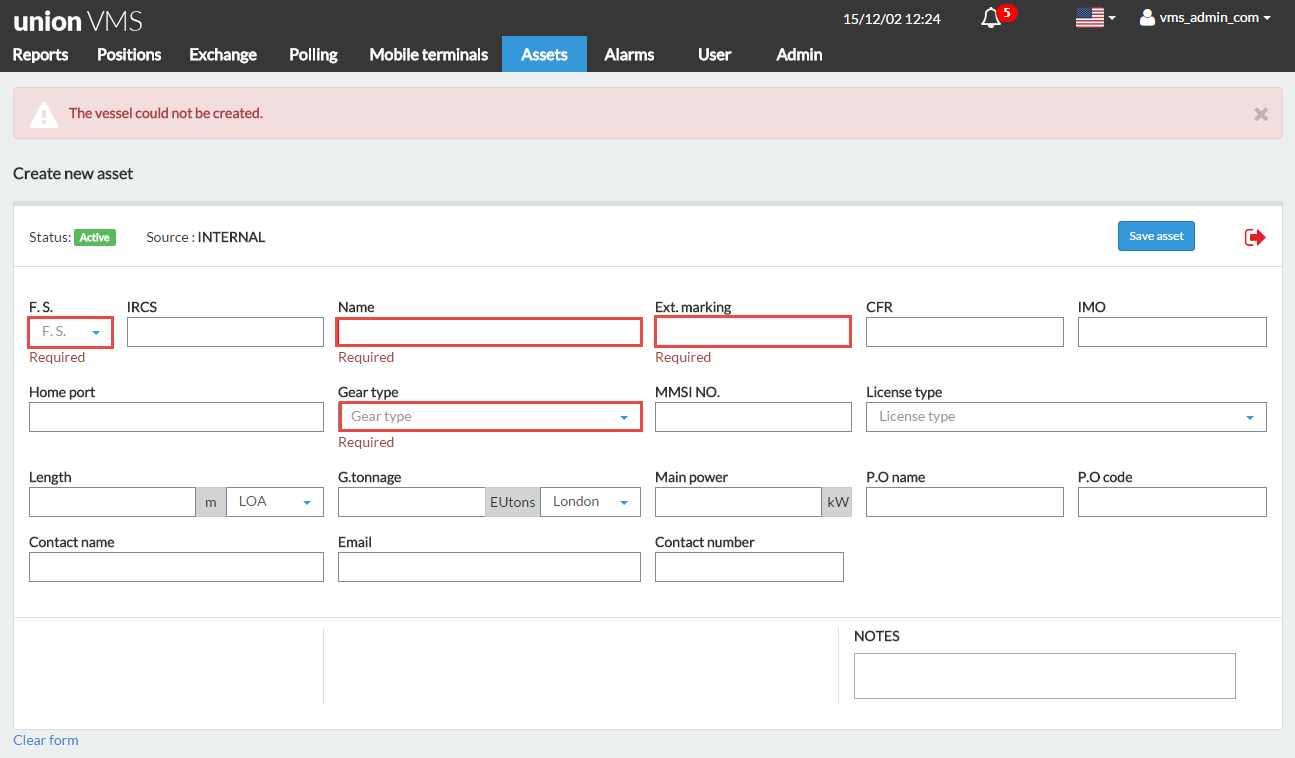 union VMS 15/12/02 12:24 5 vms_admin_com
Reports Positions Exchange Polling Mobile terminals Assets Alarms User Admin
The vessel could not be created.
Create new asset
Status: Active Source : INTERNAL Save asset
F. S. IRCS Name Ext. marking CFR IMO
F. S.
Required Required Required
Home port Gear type MMSI NO. License type
Gear type License type
Required
Length G.tonnage Main power P.O name P.O code
m LOA EUtons London kW
Contact name Email Contact number
NOTES
Clear form